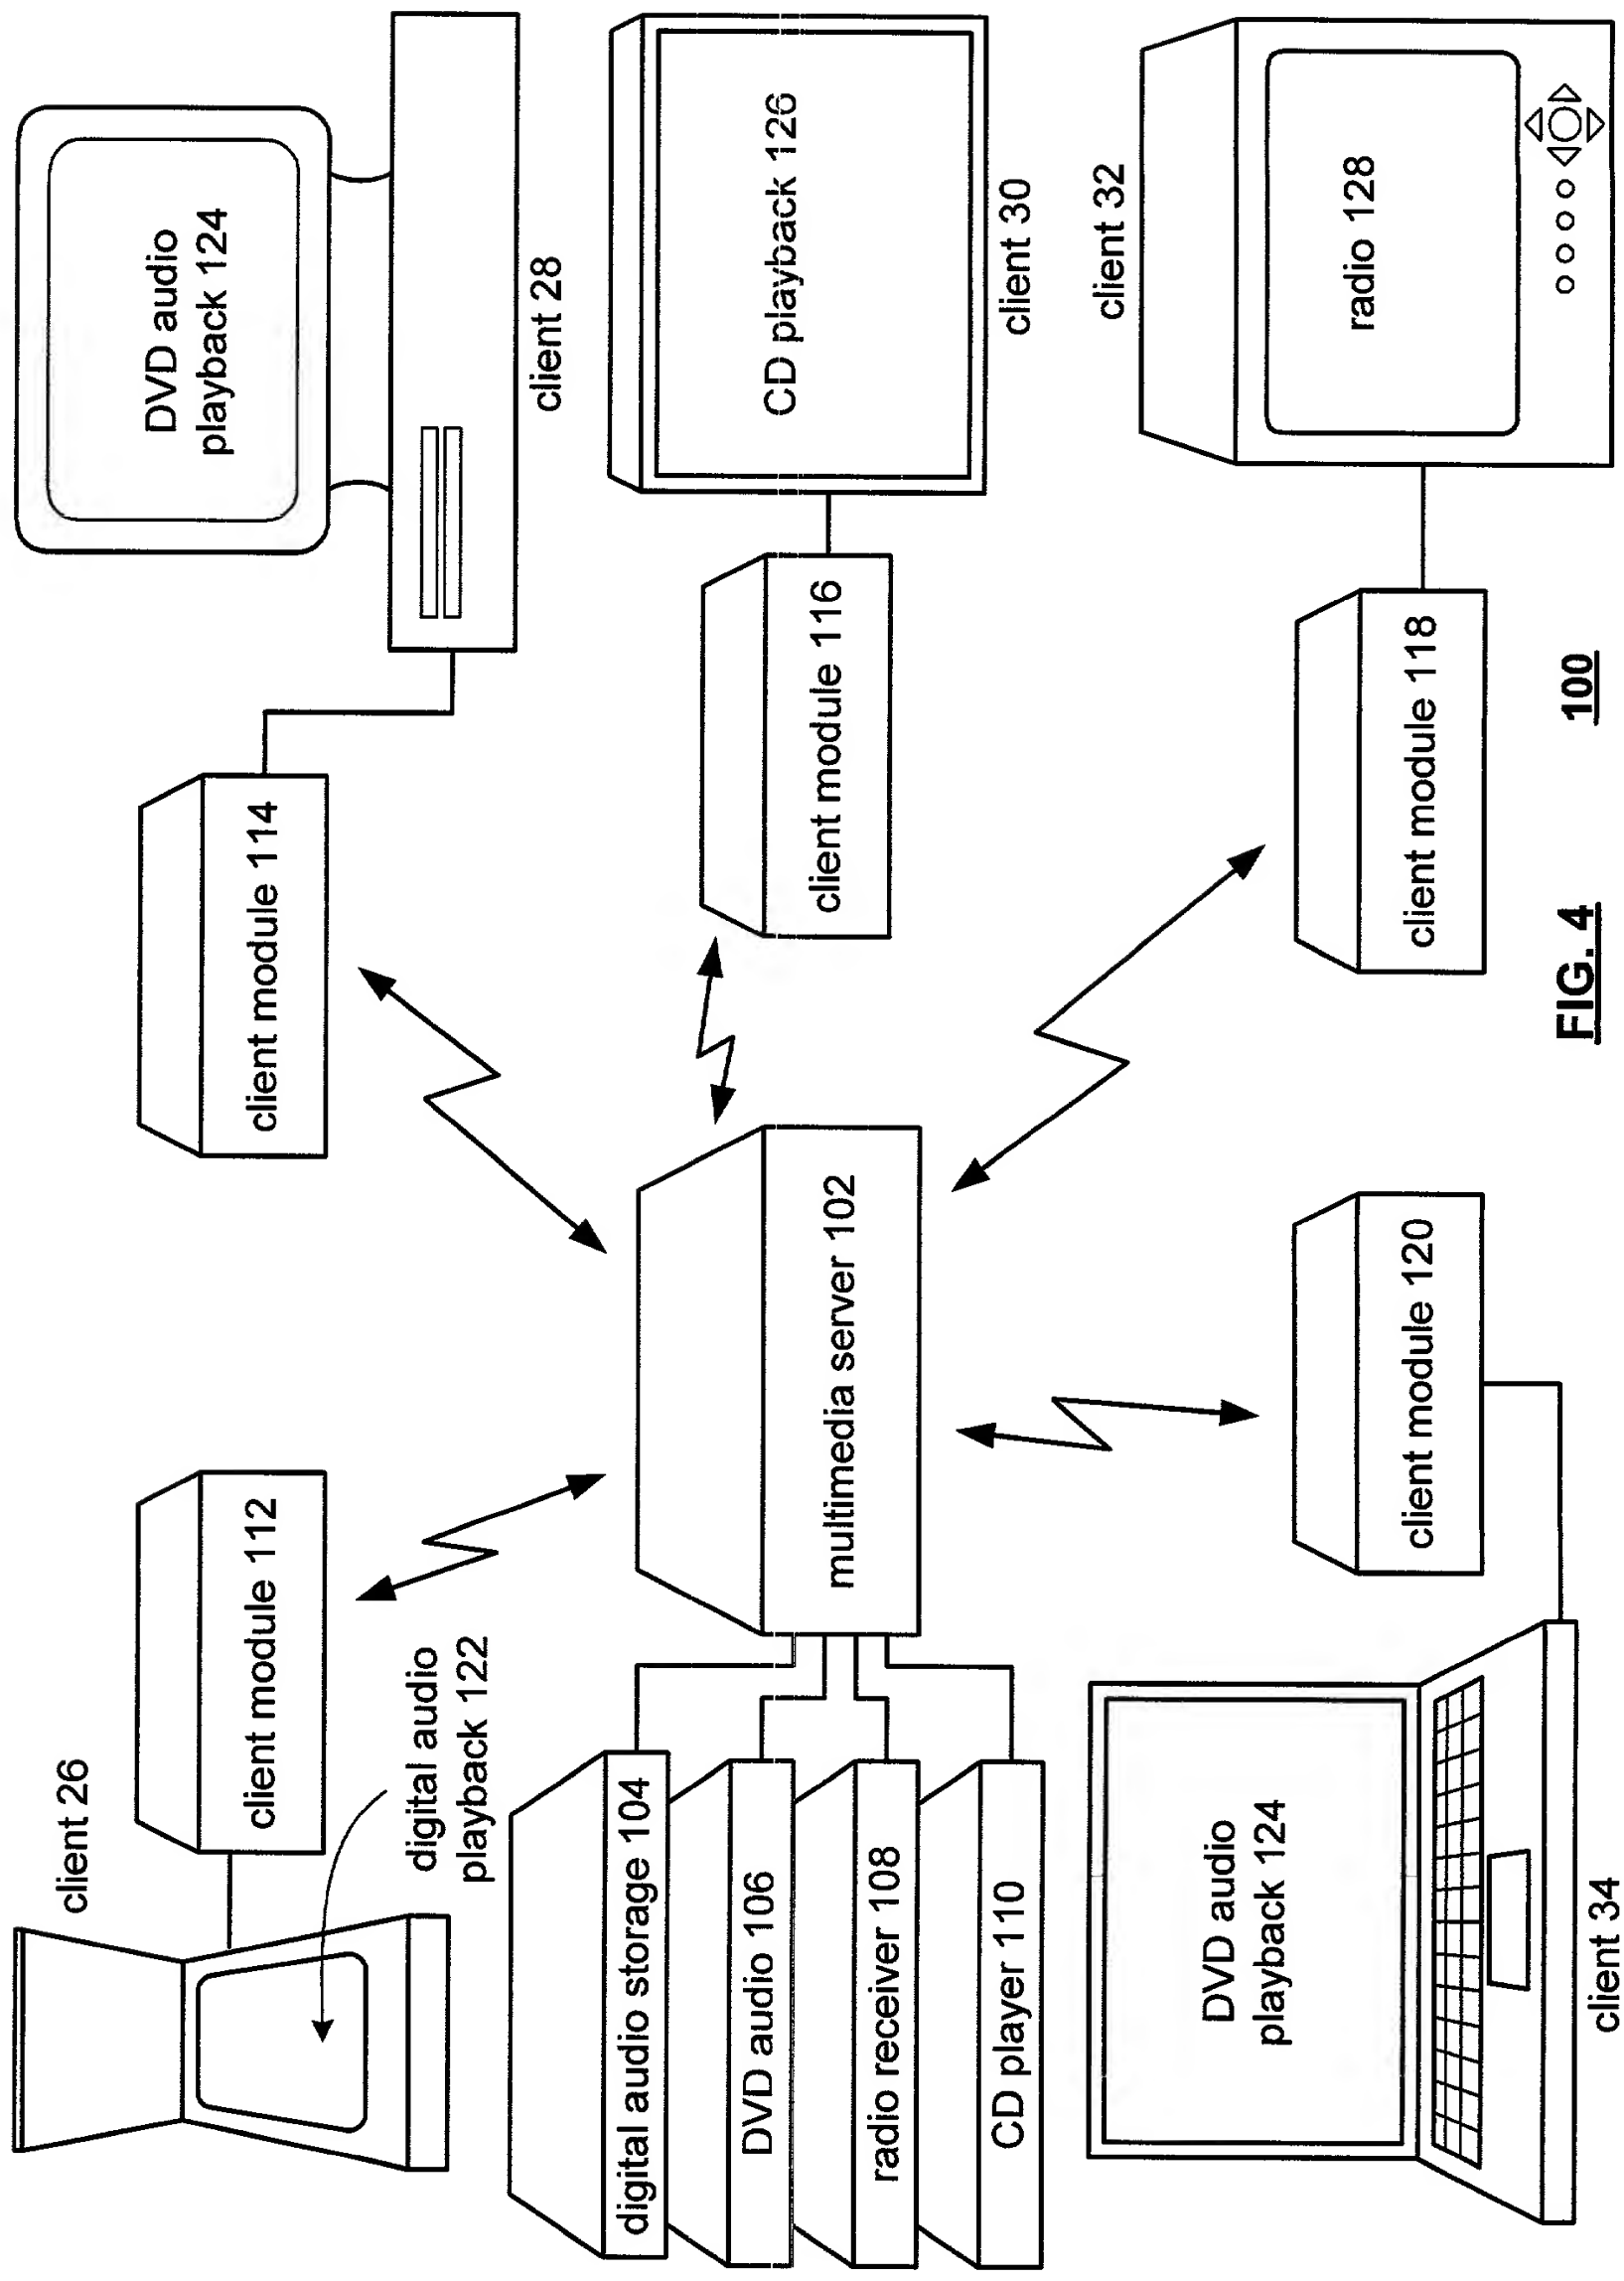 client 26
client module 112
digital audio
playback 122
client module 114
DVD audio
playback 124
client 28
digital audio storage 104
DVD audio 106
radio receiver 108
CD player 110
multimedia server 102
client module 116
CD playback 126
client 30
DVD audio
playback 124
client 34
client module 120
client module 118
client 32
radio 128
FIG. 4
100